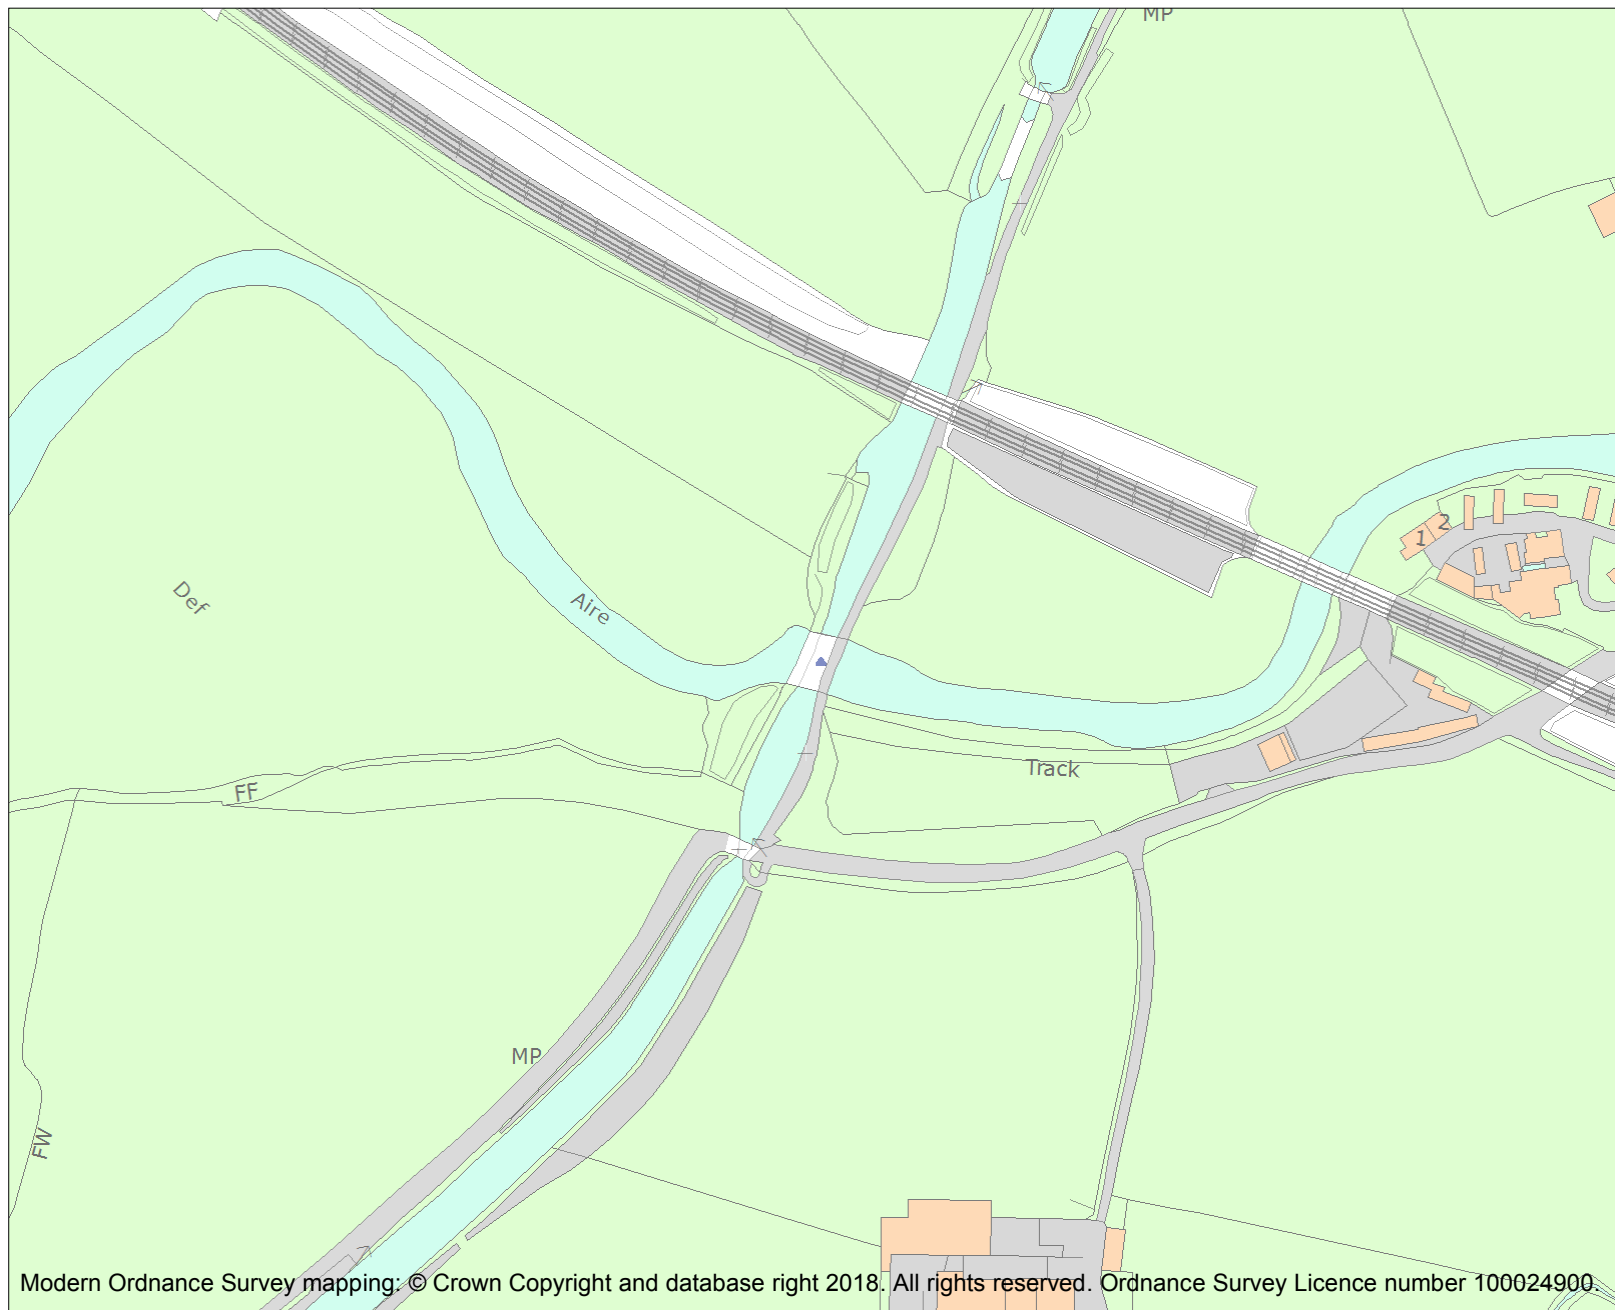 MP
2
1
Def
Aire
Track
FF
MP
FW
Modern Ordnance Survey mapping: © Crown Copyright and database right 2018. All rights reserved. Ordnance Survey Licence number 100024900.